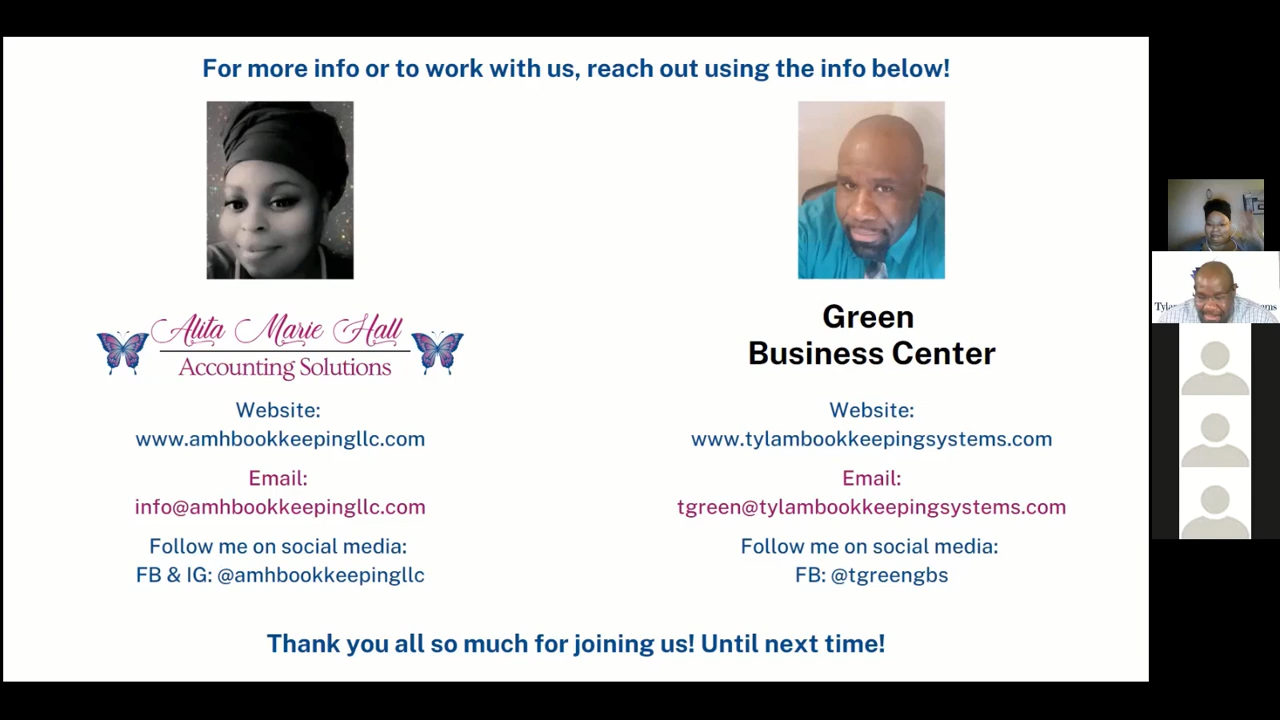 For more info or to work with us, reach out using the info below!
Alita Marie Hall
Accounting Solutions
Website:
www.amhbookkeepingllc.com
Email:
info@amhbookkeepingllc.com
Follow me on social media:
FB & IG: @amhbookkeepingllc
Green
Business Center
Website:
www.tylambookkeepingsystems.com
Email:
tgreen@tylambookkeepingsystems.com
Follow me on social media:
FB: @tgreengbs
Thank you all so much for joining us! Until next time!